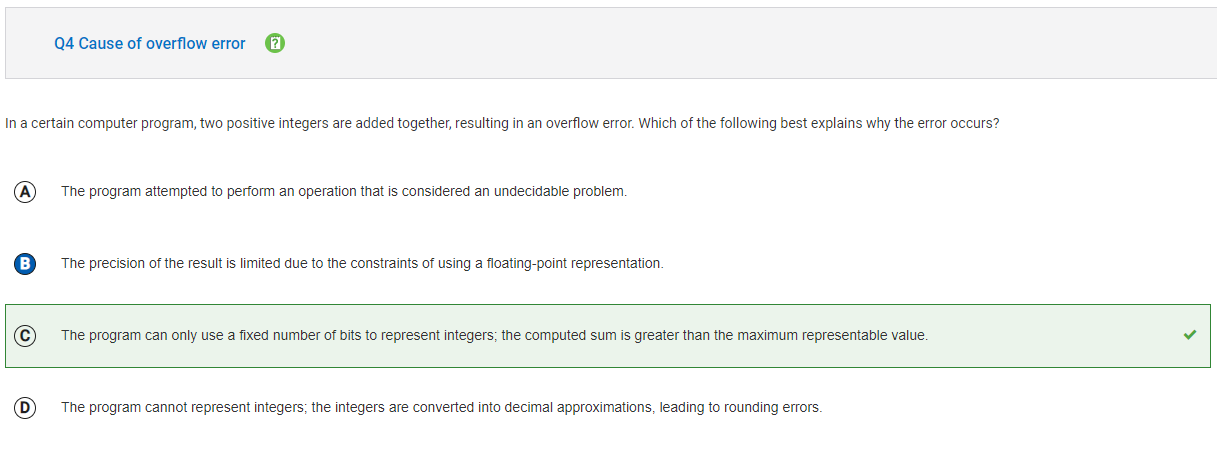 Q4 Cause of overflow error ?
In a certain computer program, two positive integers are added together, resulting in an overflow error. Which of the following best explains why the error occurs?
A The program attempted to perform an operation that is considered an undecidable problem.
B The precision of the result is limited due to the constraints of using a floating-point representation.
C The program can only use a fixed number of bits to represent integers; the computed sum is greater than the maximum representable value.
D The program cannot represent integers; the integers are converted into decimal approximations, leading to rounding errors.